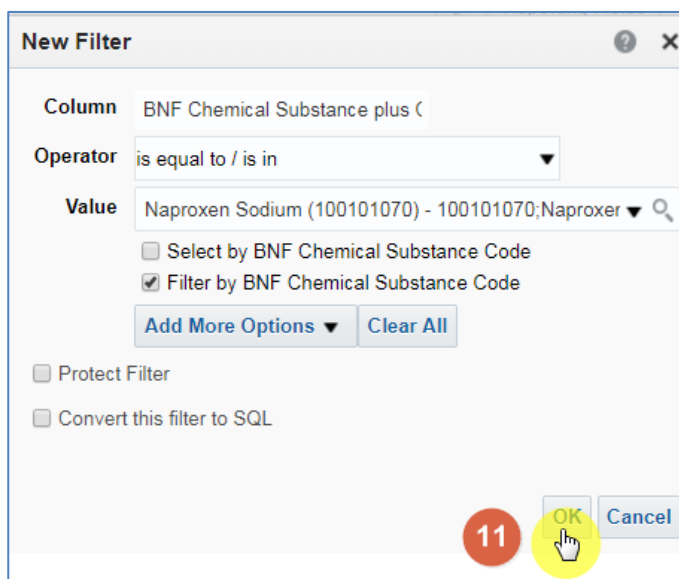 New Filter
Column BNF Chemical Substance plus
Operator is equal to / is in
Value Naproxen Sodium (100101070) - 100101070;Naproxen
Select by BNF Chemical Substance Code
Filter by BNF Chemical Substance Code
Add More Options Clear All
Protect Filter
Convert this filter to SQL
11 OK Cancel